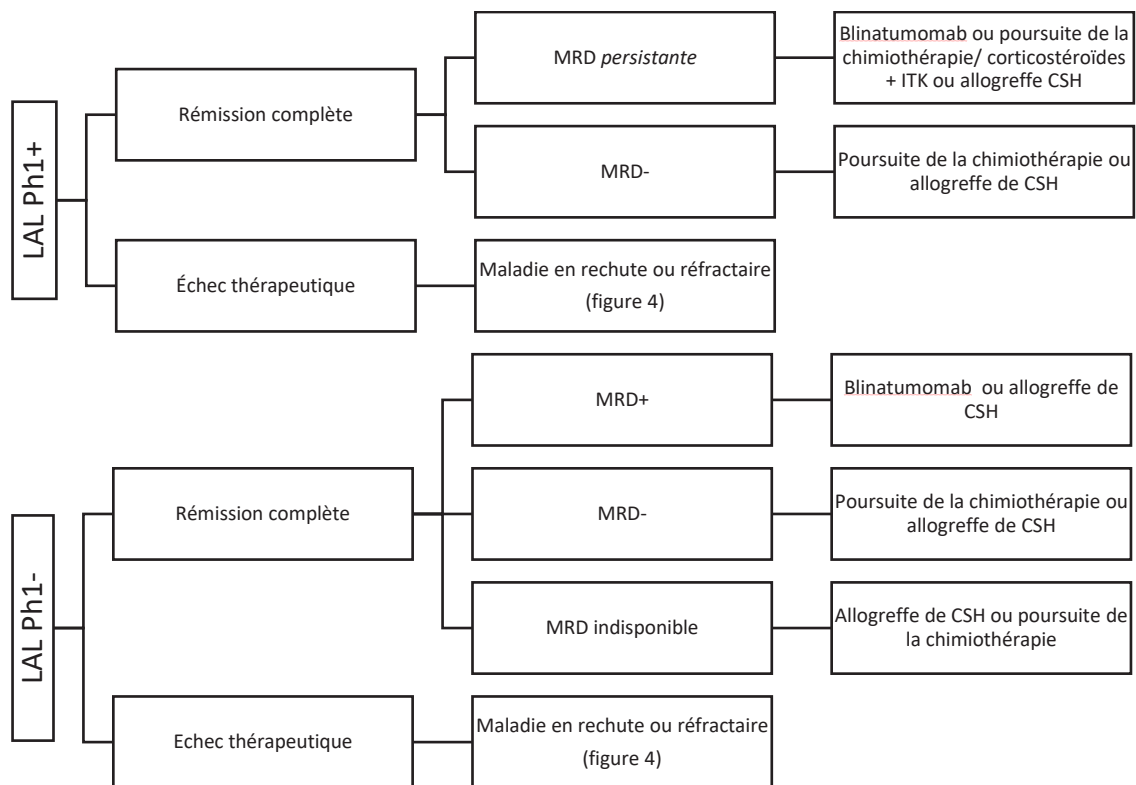 LAL Ph1+
Rémission complète
MRD persistante
Blinatumomab ou poursuite de la
chimiothérapie/ corticostéroïdes
+ ITK ou allogreffe CSH
MRD-
Poursuite de la chimiothérapie ou
allogreffe de CSH
Échec thérapeutique
Maladie en rechute ou réfractaire
(figure 4)
LAL Ph1-
Rémission complète
MRD+
Blinatumomab ou allogreffe de
CSH
MRD-
Poursuite de la chimiothérapie ou
allogreffe de CSH
MRD indisponible
Allogreffe de CSH ou poursuite de
la chimiothérapie
Echec thérapeutique
Maladie en rechute ou réfractaire
(figure 4)